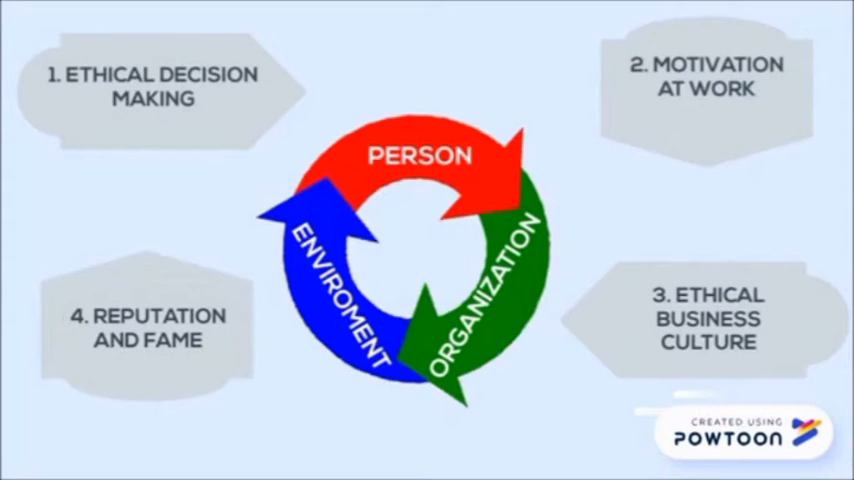 1. ETHICAL DECISION
MAKING
2. MOTIVATION
AT WORK
PERSON
ENVIROMENT
ORGANIZATION
4. REPUTATION
AND FAME
3. ETHICAL
BUSINESS
CULTURE
CREATED USING
POWTOON